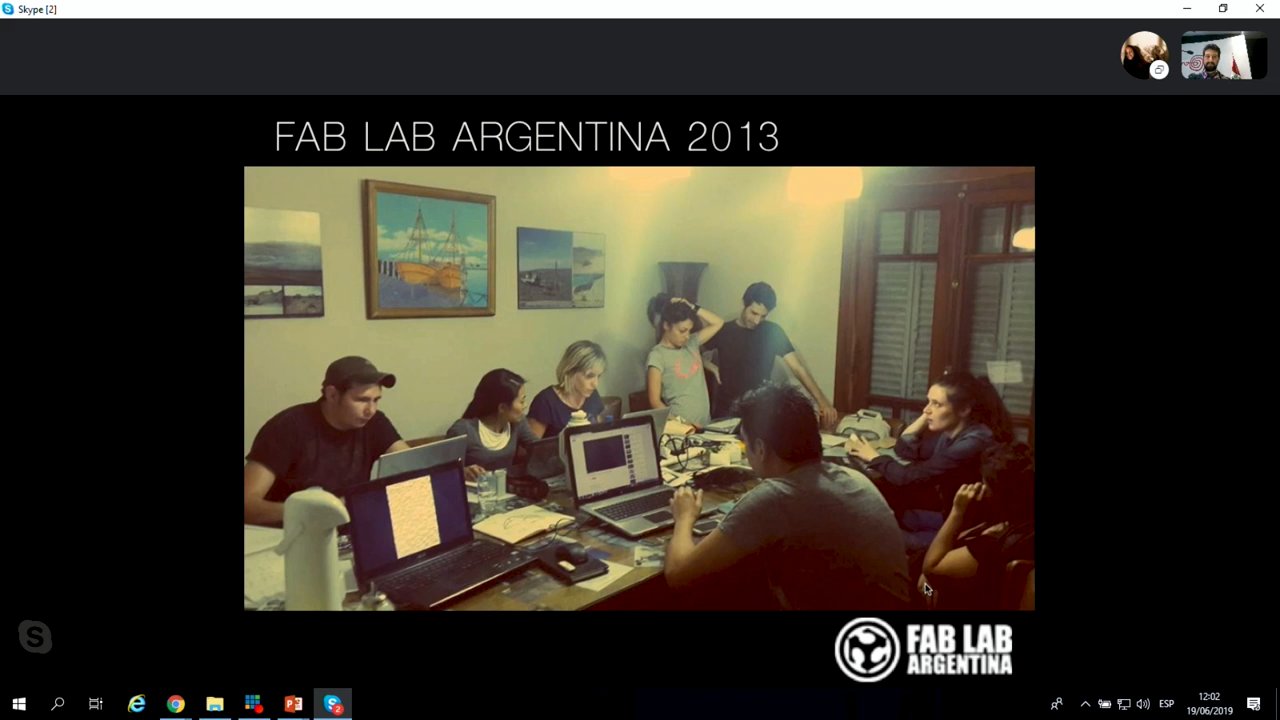 Skype [2]
FAB LAB ARGENTINA 2013
FAB LAB
ARGENTINA
ESP
12:02
19/06/2019